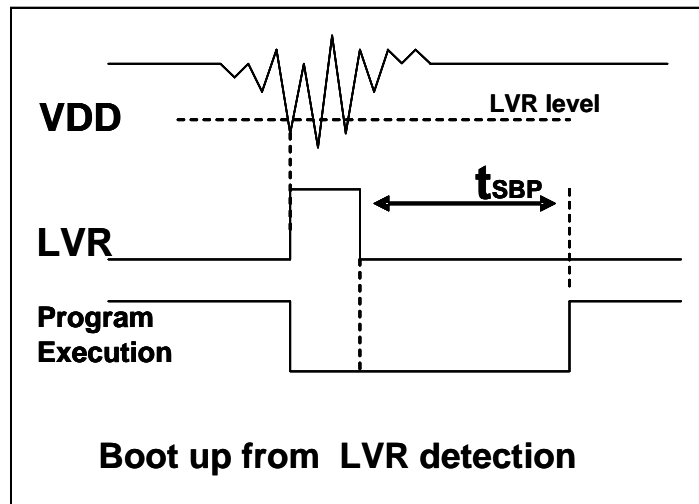 LVR level
VDD
tSBP
LVR
Program
Execution
Boot up from LVR detection